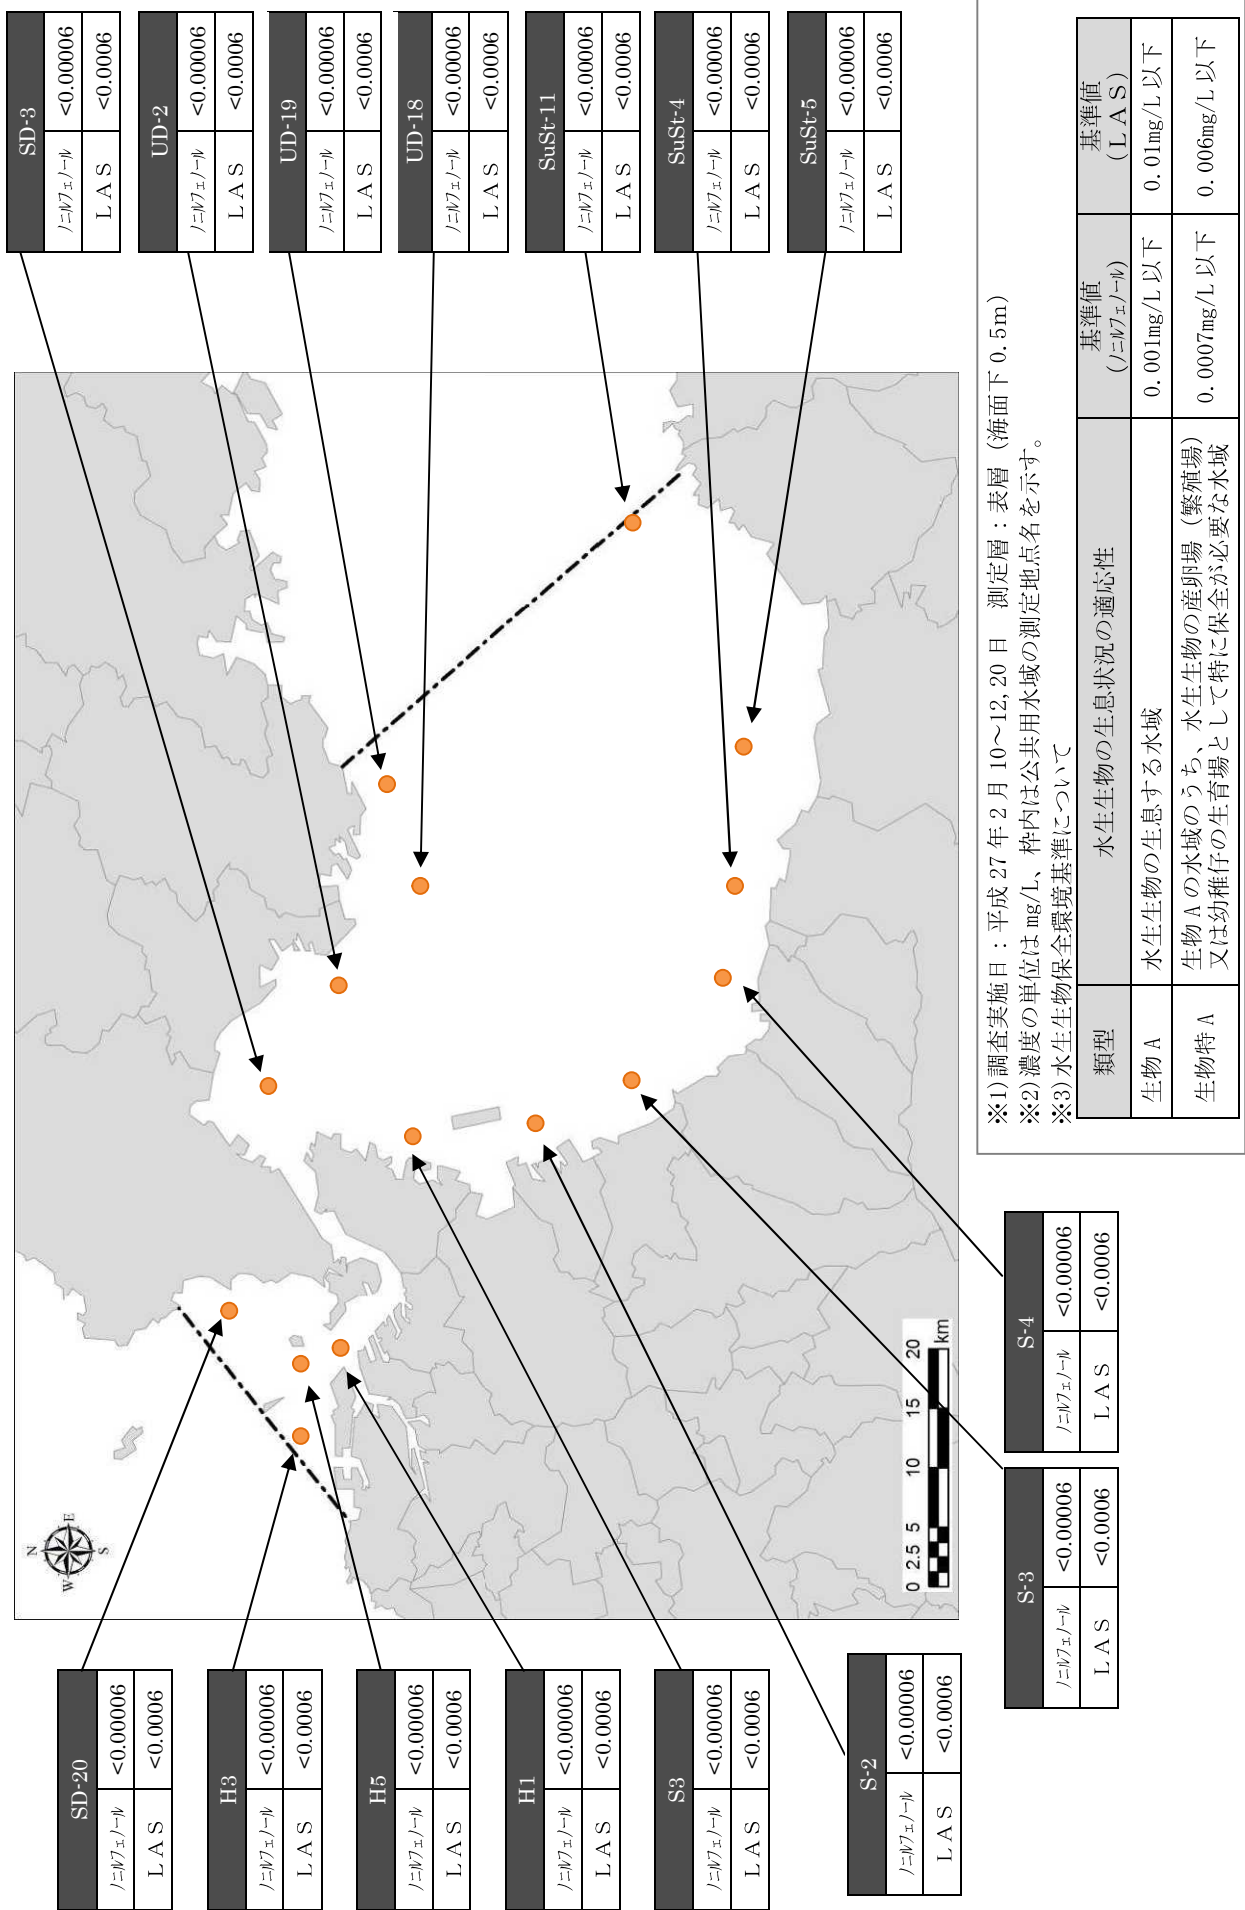 SD-20
ノニルフェノール <0.00006
LAS <0.0006
H3
ノニルフェノール <0.00006
LAS <0.0006
H5
ノニルフェノール <0.00006
LAS <0.0006
H1
ノニルフェノール <0.00006
LAS <0.0006
S3
ノニルフェノール <0.00006
LAS <0.0006
S-2
ノニルフェノール <0.00006
LAS <0.0006
N
W E
S
0 2.5 5 10 15 20
km
SD-3
ノニルフェノール <0.00006
LAS <0.0006
UD-2
ノニルフェノール <0.00006
LAS <0.0006
UD-19
ノニルフェノール <0.00006
LAS <0.0006
UD-18
ノニルフェノール <0.00006
LAS <0.0006
SuSt-11
ノニルフェノール <0.00006
LAS <0.0006
SuSt-4
ノニルフェノール <0.00006
LAS <0.0006
SuSt-5
ノニルフェノール <0.00006
LAS <0.0006
S-3
ノニルフェノール <0.00006
LAS <0.0006
S-4
ノニルフェノール <0.00006
LAS <0.0006
※1)調査実施日：平成27年2月10～12,20日　測定層：表層（海面下0.5m）
※2)濃度の単位はmg/L、枠内は公共用水域の測定地点名を示す。
※3)水生生物保全環境基準について
類型 水生生物の生息状況の適応性 基準値 基準値
(ノニルフェノール) (LAS)
生物A 水生生物の生息する水域 0.001mg/L以下 0.01mg/L以下
生物特A 生物Aの水域のうち、水生生物の産卵場（繁殖場） 0.0007mg/L以下 0.006mg/L以下
又は幼稚仔の生育場として特に保全が必要な水域